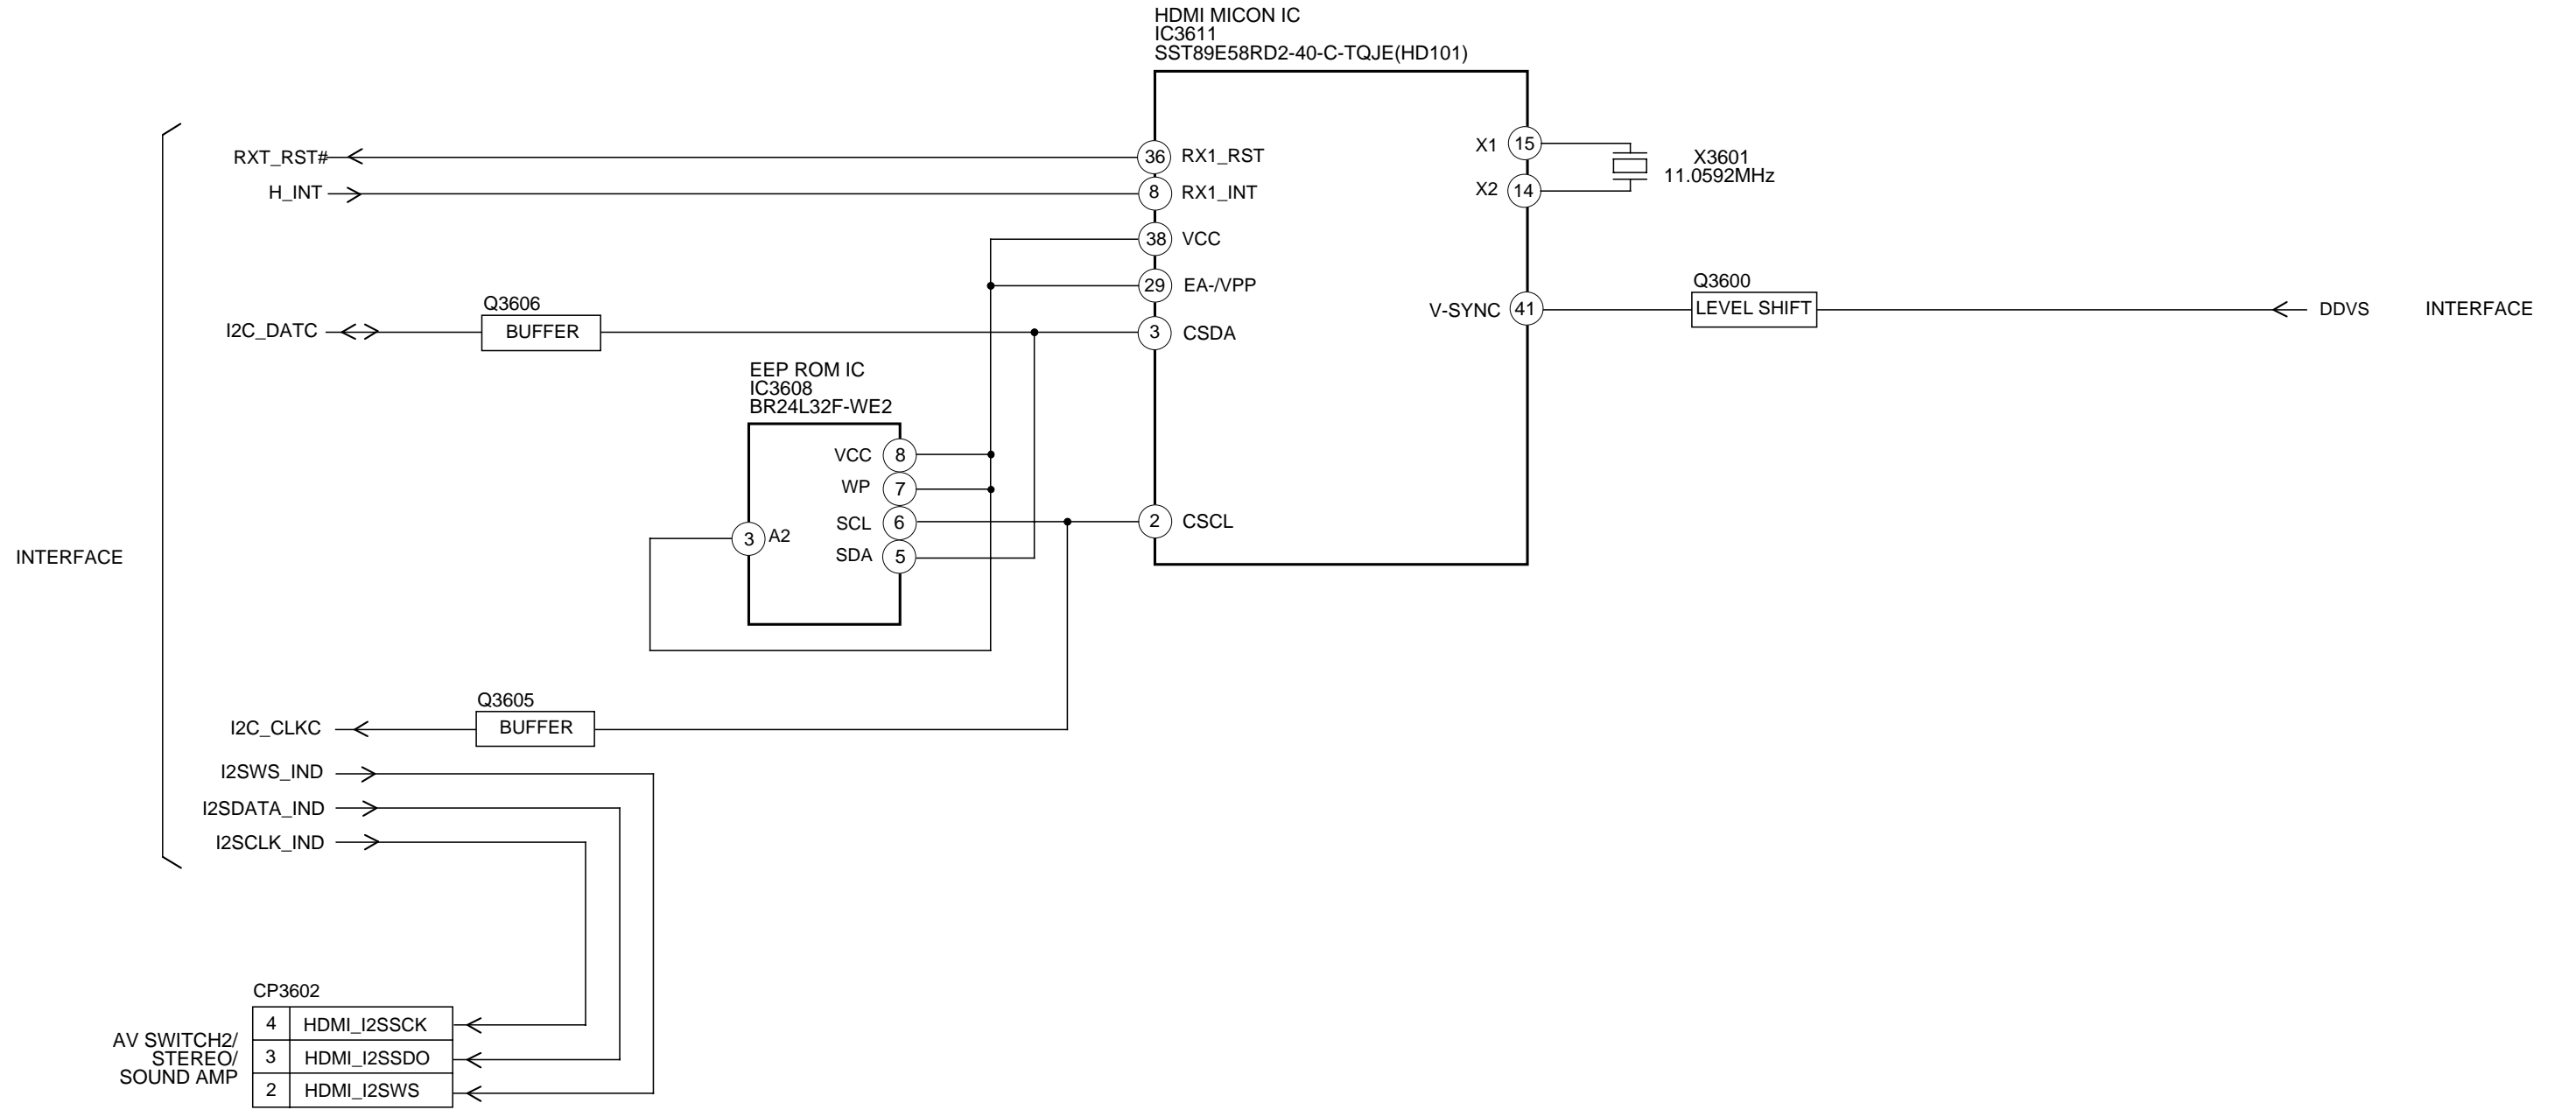 HDMI MICON IC
IC3611
SST89E58RD2-40-C-TQJE(HD101)
RXT_RST#
36
RX1_RST
X1
15
X3601
11.0592MHz
H_INT
8
RX1_INT
X2
14
38
VCC
29
EA-/VPP
Q3600
LEVEL SHIFT
V-SYNC
41
DDVS
INTERFACE
Q3606
I2C_DATC
BUFFER
3
CSDA
EEP ROM IC
IC3608
BR24L32F-WE2
VCC
8
WP
7
SCL
6
2
CSCL
3
A2
SDA
5
INTERFACE
Q3605
I2C_CLKC
BUFFER
I2SWS_IND
I2SDATA_IND
I2SCLK_IND
CP3602
AV SWITCH2/
STEREO/
SOUND AMP
4
HDMI_I2SSCK
3
HDMI_I2SSDO
2
HDMI_I2SWS